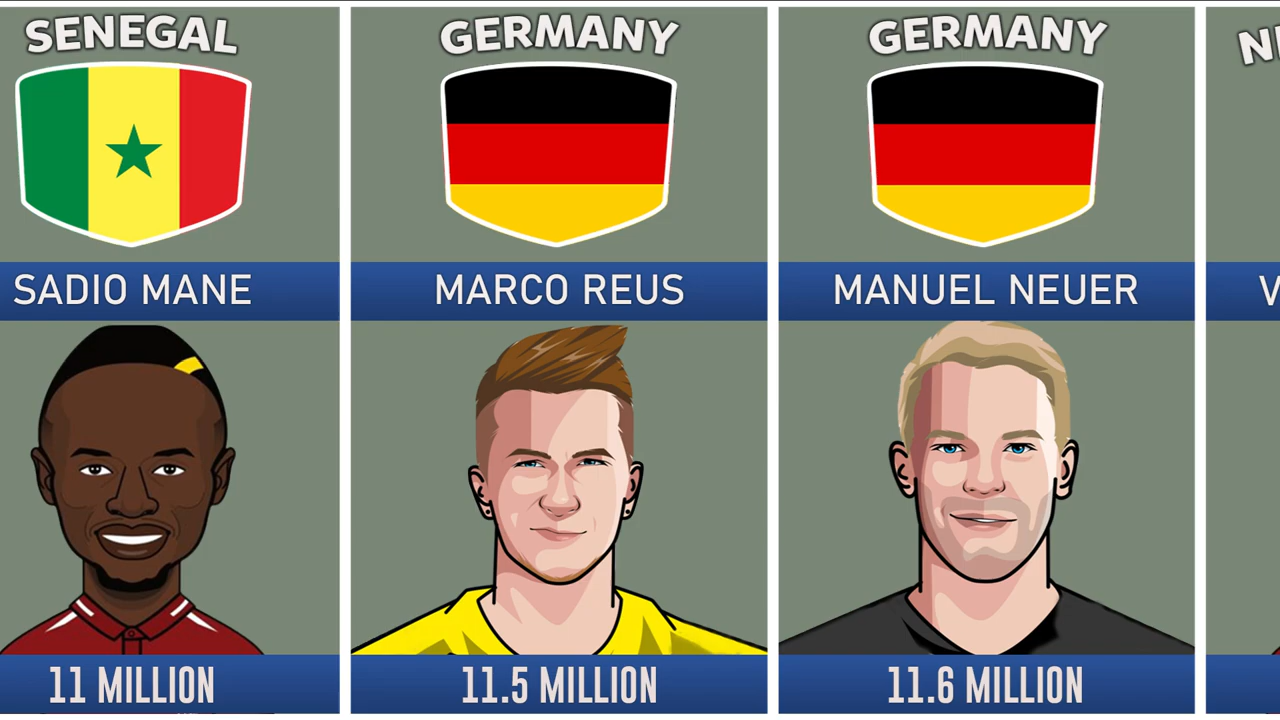 SENEGAL
SADIO MANE
11 MILLION
GERMANY
MARCO REUS
11.5 MILLION
GERMANY
MANUEL NEUER
11.6 MILLION